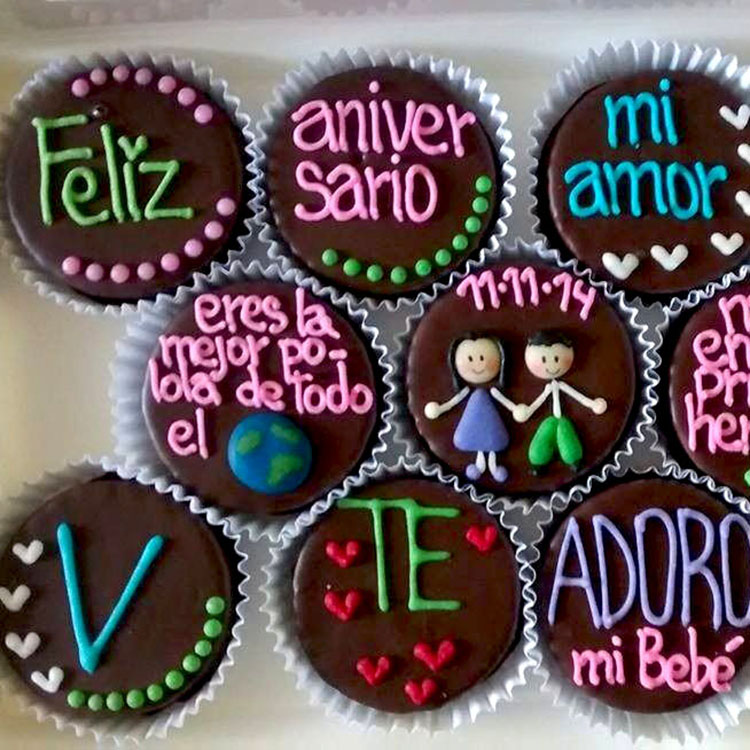 Feliz
aniver
sario
mi
amor
eres la
mejor po-
lola de todo
el
11·11·14
V
TE
ADORO
mi Bebé